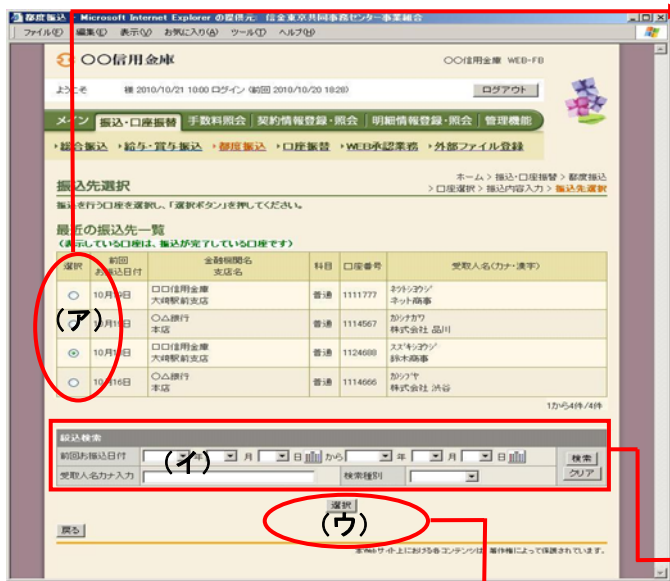 都度振込 - Microsoft Internet Explorer の提供元: 信金東京共同事務センター事業組合
ファイル(F) 編集(E) 表示(V) お気に入り(A) ツール(T) ヘルプ(H)
〇〇信用金庫
〇〇信用金庫 WEB-FB
ようこそ 様 2010/10/21 10:00 ログイン (前回 2010/10/20 18:28)
ログアウト
メイン 振込・口座振替 手数料照会 契約情報登録・照会 明細情報登録・照会 管理機能
総合振込 給与・賞与振込 都度振込 口座振替 WEB承認業務 外部ファイル登録
ホーム > 振込・口座振替 > 都度振込
> 口座選択 > 振込内容入力 > 振込先選択
振込先選択
振込を行う口座を選択し、「選択ボタン」を押してください。
最近の振込先一覧
(表示している口座は、振込が完了している口座です)
選択 前回お振込日付 金融機関名 支店名 科目 口座番号 受取人名(カナ・漢字)
10月19日 口口信用金庫 大崎駅前支店 普通 1111777 ネット商事
〇△銀行 本店 普通 1114567 株式会社 品川
口口信用金庫 大崎駅前支店 普通 1124688 鈴木商事
10月16日 〇△銀行 本店 普通 1114666 株式会社 渋谷
(ア)
1から4件/4件
絞込検索
前回お振込日付 年 月 日 から 年 月 日 検索
(イ)
受取人名カナ入力 検索種別 クリア
選択
(ウ)
戻る
本Webサイト上における各コンテンツは、著作権によって保護されています。